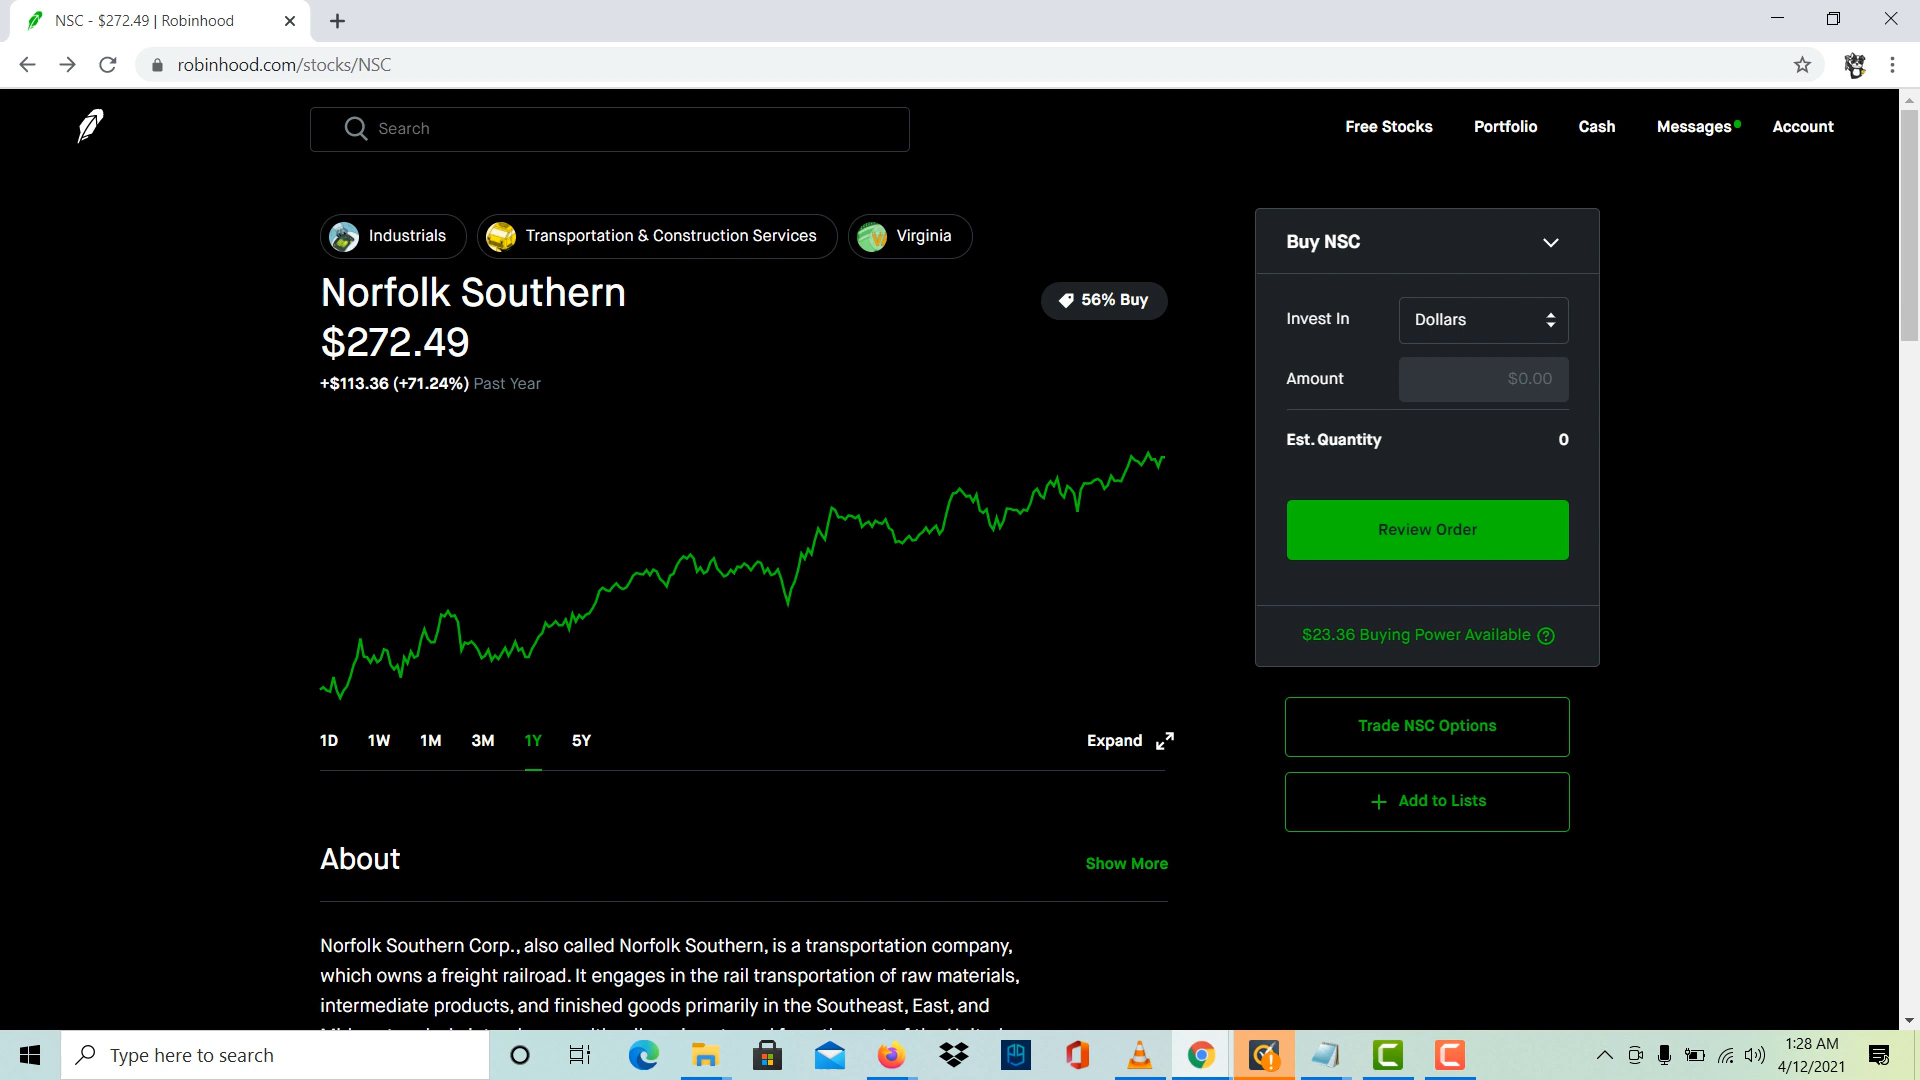 NSC - $272.49 | Robinhood
robinhood.com/stocks/NSC
Search
Free Stocks
Portfolio
Cash
Messages
Account
Industrials
Transportation & Construction Services
Virginia
Norfolk Southern
$272.49
+$113.36 (+71.24%) Past Year
56% Buy
Buy NSC
Invest In
Dollars
Amount
$0.00
Est. Quantity
0
Review Order
$23.36 Buying Power Available
1D
1W
1M
3M
1Y
5Y
Expand
Trade NSC Options
Add to Lists
About
Show More
Norfolk Southern Corp., also called Norfolk Southern, is a transportation company,
which owns a freight railroad. It engages in the rail transportation of raw materials,
intermediate products, and finished goods primarily in the Southeast, East, and
Type here to search
1:28 AM
4/12/2021